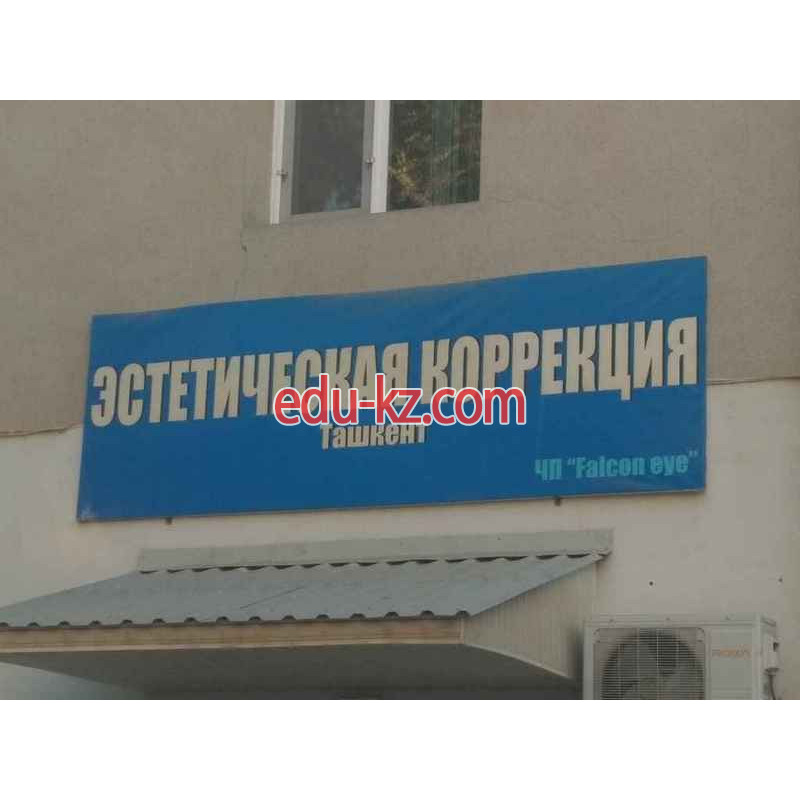 ЭСТЕТИЧЕСКАЯ КОРРЕКЦИЯ
edu-kz.com
Ташкент
ЧП "Falcon eye"